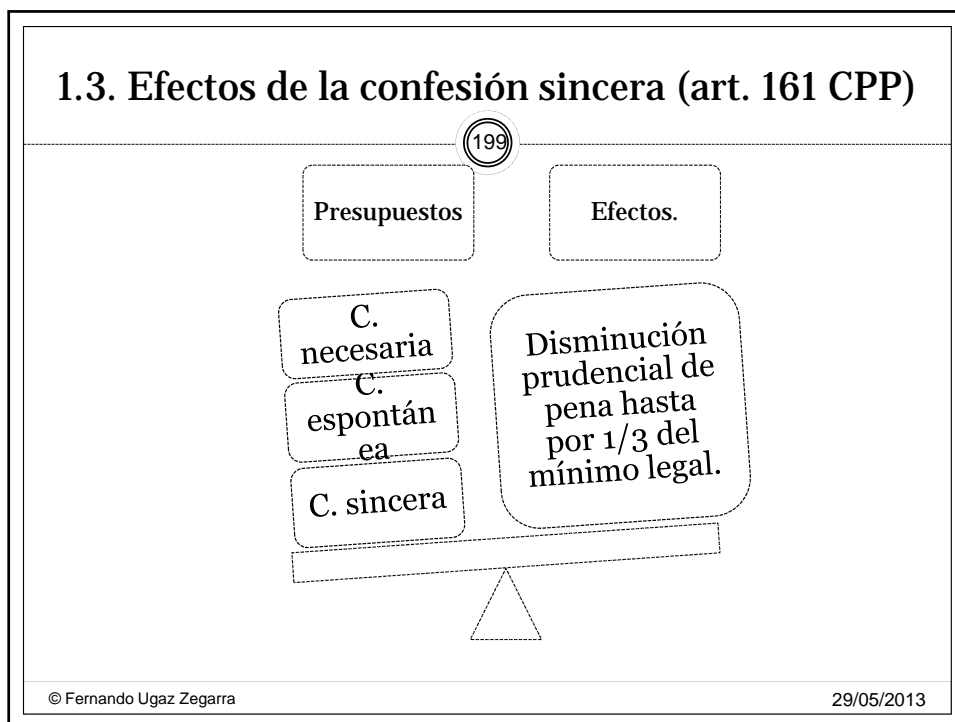 1.3. Efectos de la confesión sincera (art. 161 CPP)
199
Presupuestos
Efectos.
C.
necesaria
C.
espontán
ea
C. sincera
Disminución
prudencial de
pena hasta
por 1/3 del
mínimo legal.
© Fernando Ugaz Zegarra
29/05/2013